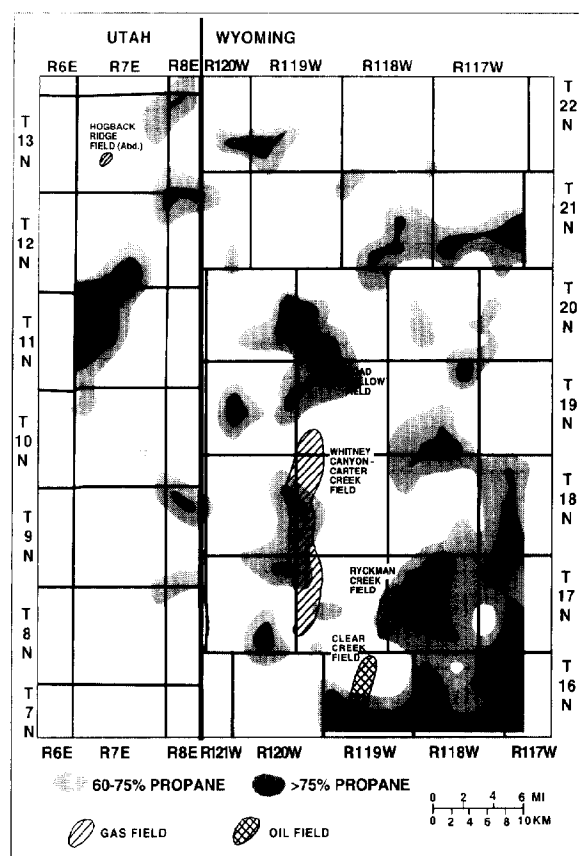 UTAH WYOMING
R6E R7E R8E R120W R119W R118W R117W
T 22 N
T 13 N
HOGBACK
RIDGE
FIELD (Abd.)
T 21 N
T 12 N
T 20 N
T 11 N
FIELD
T 19 N
T 10 N
WHITNEY
CANYON-
CARTER
CREEK
FIELD
T 18 N
T 9 N
RYCKMAN
CREEK
FIELD
T 17 N
T 8 N
CLEAR
CREEK
FIELD
T 16 N
T 7 N
R6E R7E R8E R121W R120W R119W R118W R117W
60-75% PROPANE >75% PROPANE
0 2 4 6 MI
0 2 4 6 8 10 KM
GAS FIELD OIL FIELD